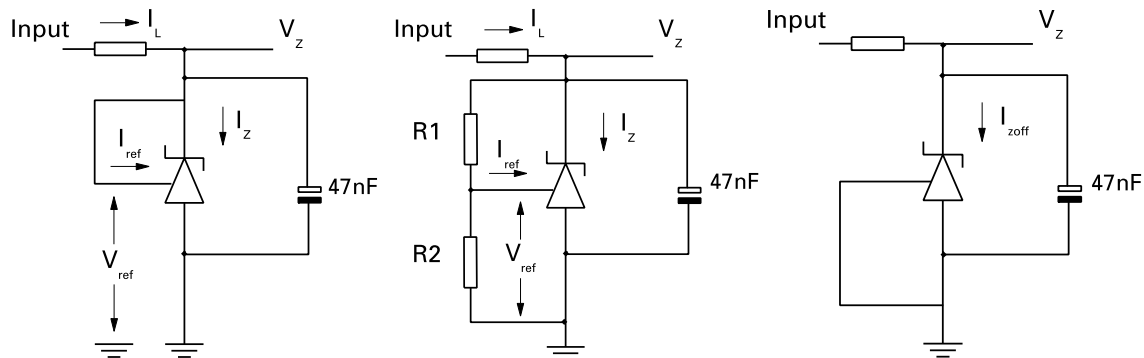 Input
I_L
V_Z
I_Z
I_ref
47nF
V_ref
Input
I_L
V_Z
R1
I_Z
I_ref
47nF
R2
V_ref
Input
V_Z
I_zoff
47nF